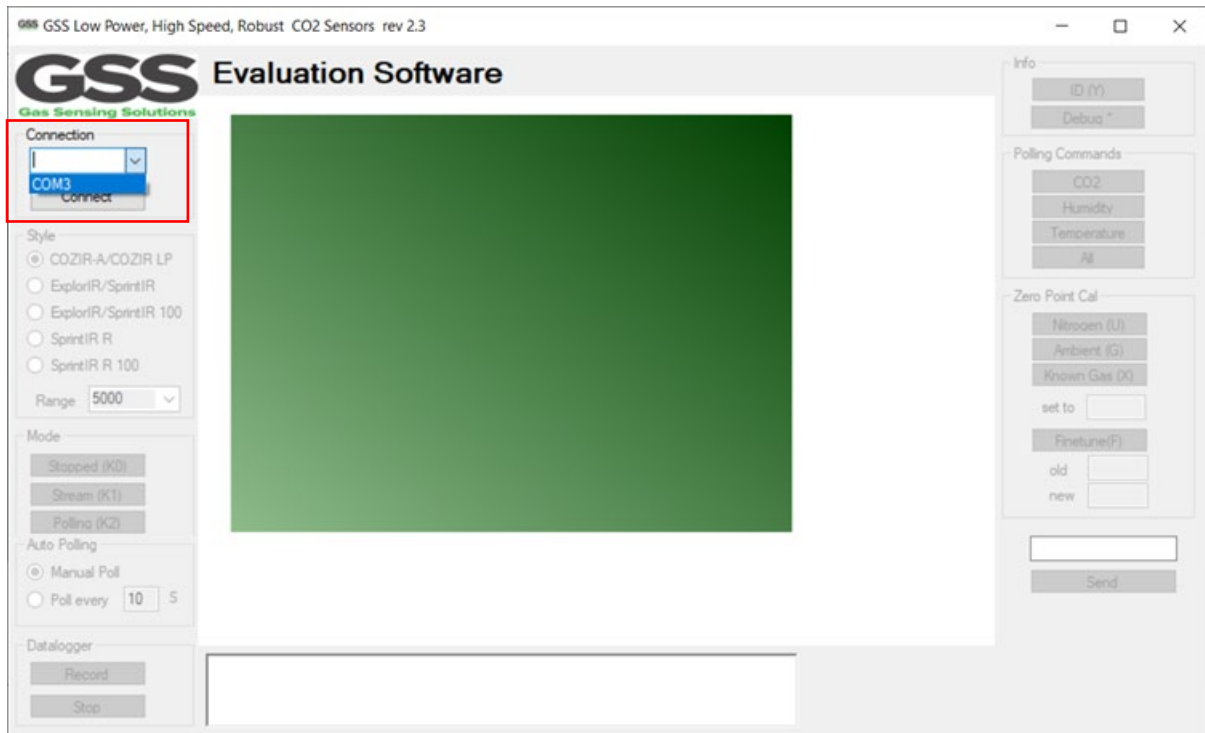 GSS GSS Low Power, High Speed, Robust CO2 Sensors rev 2.3
GSS
Gas Sensing Solutions
Evaluation Software
Connection
COM3
Connect
Style
COZIR-A/COZIR LP
ExplorIR/SprintIR
ExplorIR/SprintIR 100
SprintIR R
SprintIR R 100
Range 5000
Mode
Stopped (K0)
Stream (K1)
Polling (K2)
Auto Polling
Manual Poll
Poll every 10 S
Datalogger
Record
Stop
Info
ID (Y)
Debug *
Polling Commands
CO2
Humidity
Temperature
All
Zero Point Cal
Nitrogen (U)
Ambient (G)
Known Gas (X)
set to
Finetune(F)
old
new
Send